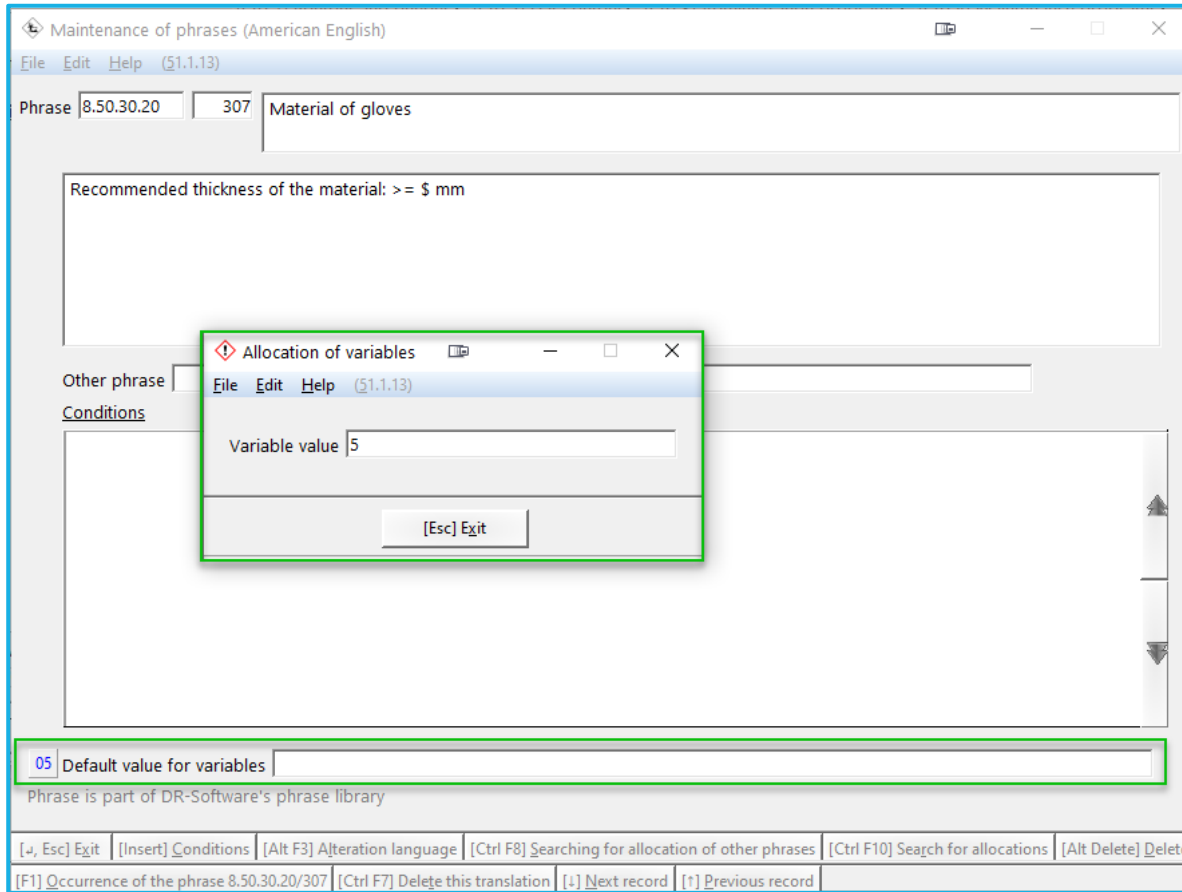 Maintenance of phrases (American English)
File Edit Help (51.1.13)
Phrase 8.50.30.20 307 Material of gloves
Recommended thickness of the material: >= $ mm
Allocation of variables
Other phrase
File Edit Help (51.1.13)
Conditions
Variable value 5
[Esc] Exit
05 Default value for variables
Phrase is part of DR-Software's phrase library
[↲, Esc] Exit [Insert] Conditions [Alt F3] Alteration language [Ctrl F8] Searching for allocation of other phrases [Ctrl F10] Search for allocations [Alt Delete] Delet
[F1] Occurrence of the phrase 8.50.30.20/307 [Ctrl F7] Delete this translation [↓] Next record [↑] Previous record